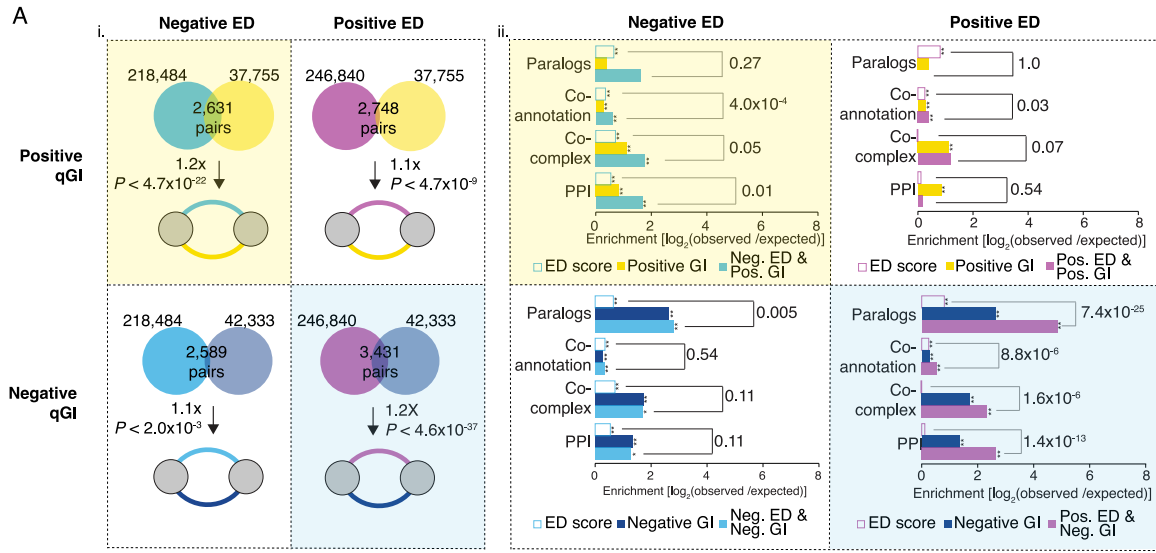 A
i.
Negative ED
Positive ED
Positive qGI
218,484
37,755
2,631 pairs
1.2x
P < 4.7x10⁻²²
246,840
37,755
2,748 pairs
1.1x
P < 4.7x10⁻⁹
Negative qGI
218,484
42,333
2,589 pairs
1.1x
P < 2.0x10⁻³
246,840
42,333
3,431 pairs
1.2X
P < 4.6x10⁻³⁷
ii.
Negative ED
Positive ED
Paralogs
**
0.27
Co-
annotation
**
**
**
4.0x10⁻⁴
Co-
complex
**
**
**
0.05
PPI
**
**
**
0.01
0
2
4
6
8
Enrichment [log₂(observed /expected)]
ED score
Positive GI
Neg. ED &
Pos. GI
Paralogs
**
1.0
Co-
annotation
**
**
**
0.03
Co-
complex
**
0.07
PPI
**
0.54
0
2
4
6
8
Enrichment [log₂(observed /expected)]
ED score
Positive GI
Pos. ED &
Pos. GI
Paralogs
**
**
**
0.005
Co-
annotation
**
**
*
0.54
Co-
complex
**
**
*
0.11
PPI
**
**
*
0.11
0
2
4
6
8
Enrichment [log₂(observed /expected)]
ED score
Negative GI
Neg. ED &
Neg. GI
Paralogs
**
**
**
7.4x10⁻²⁵
Co-
annotation
**
**
**
8.8x10⁻⁶
Co-
complex
**
**
1.6x10⁻⁶
PPI
**
**
1.4x10⁻¹³
0
2
4
6
8
Enrichment [log₂(observed /expected)]
ED score
Negative GI
Pos. ED &
Neg. GI